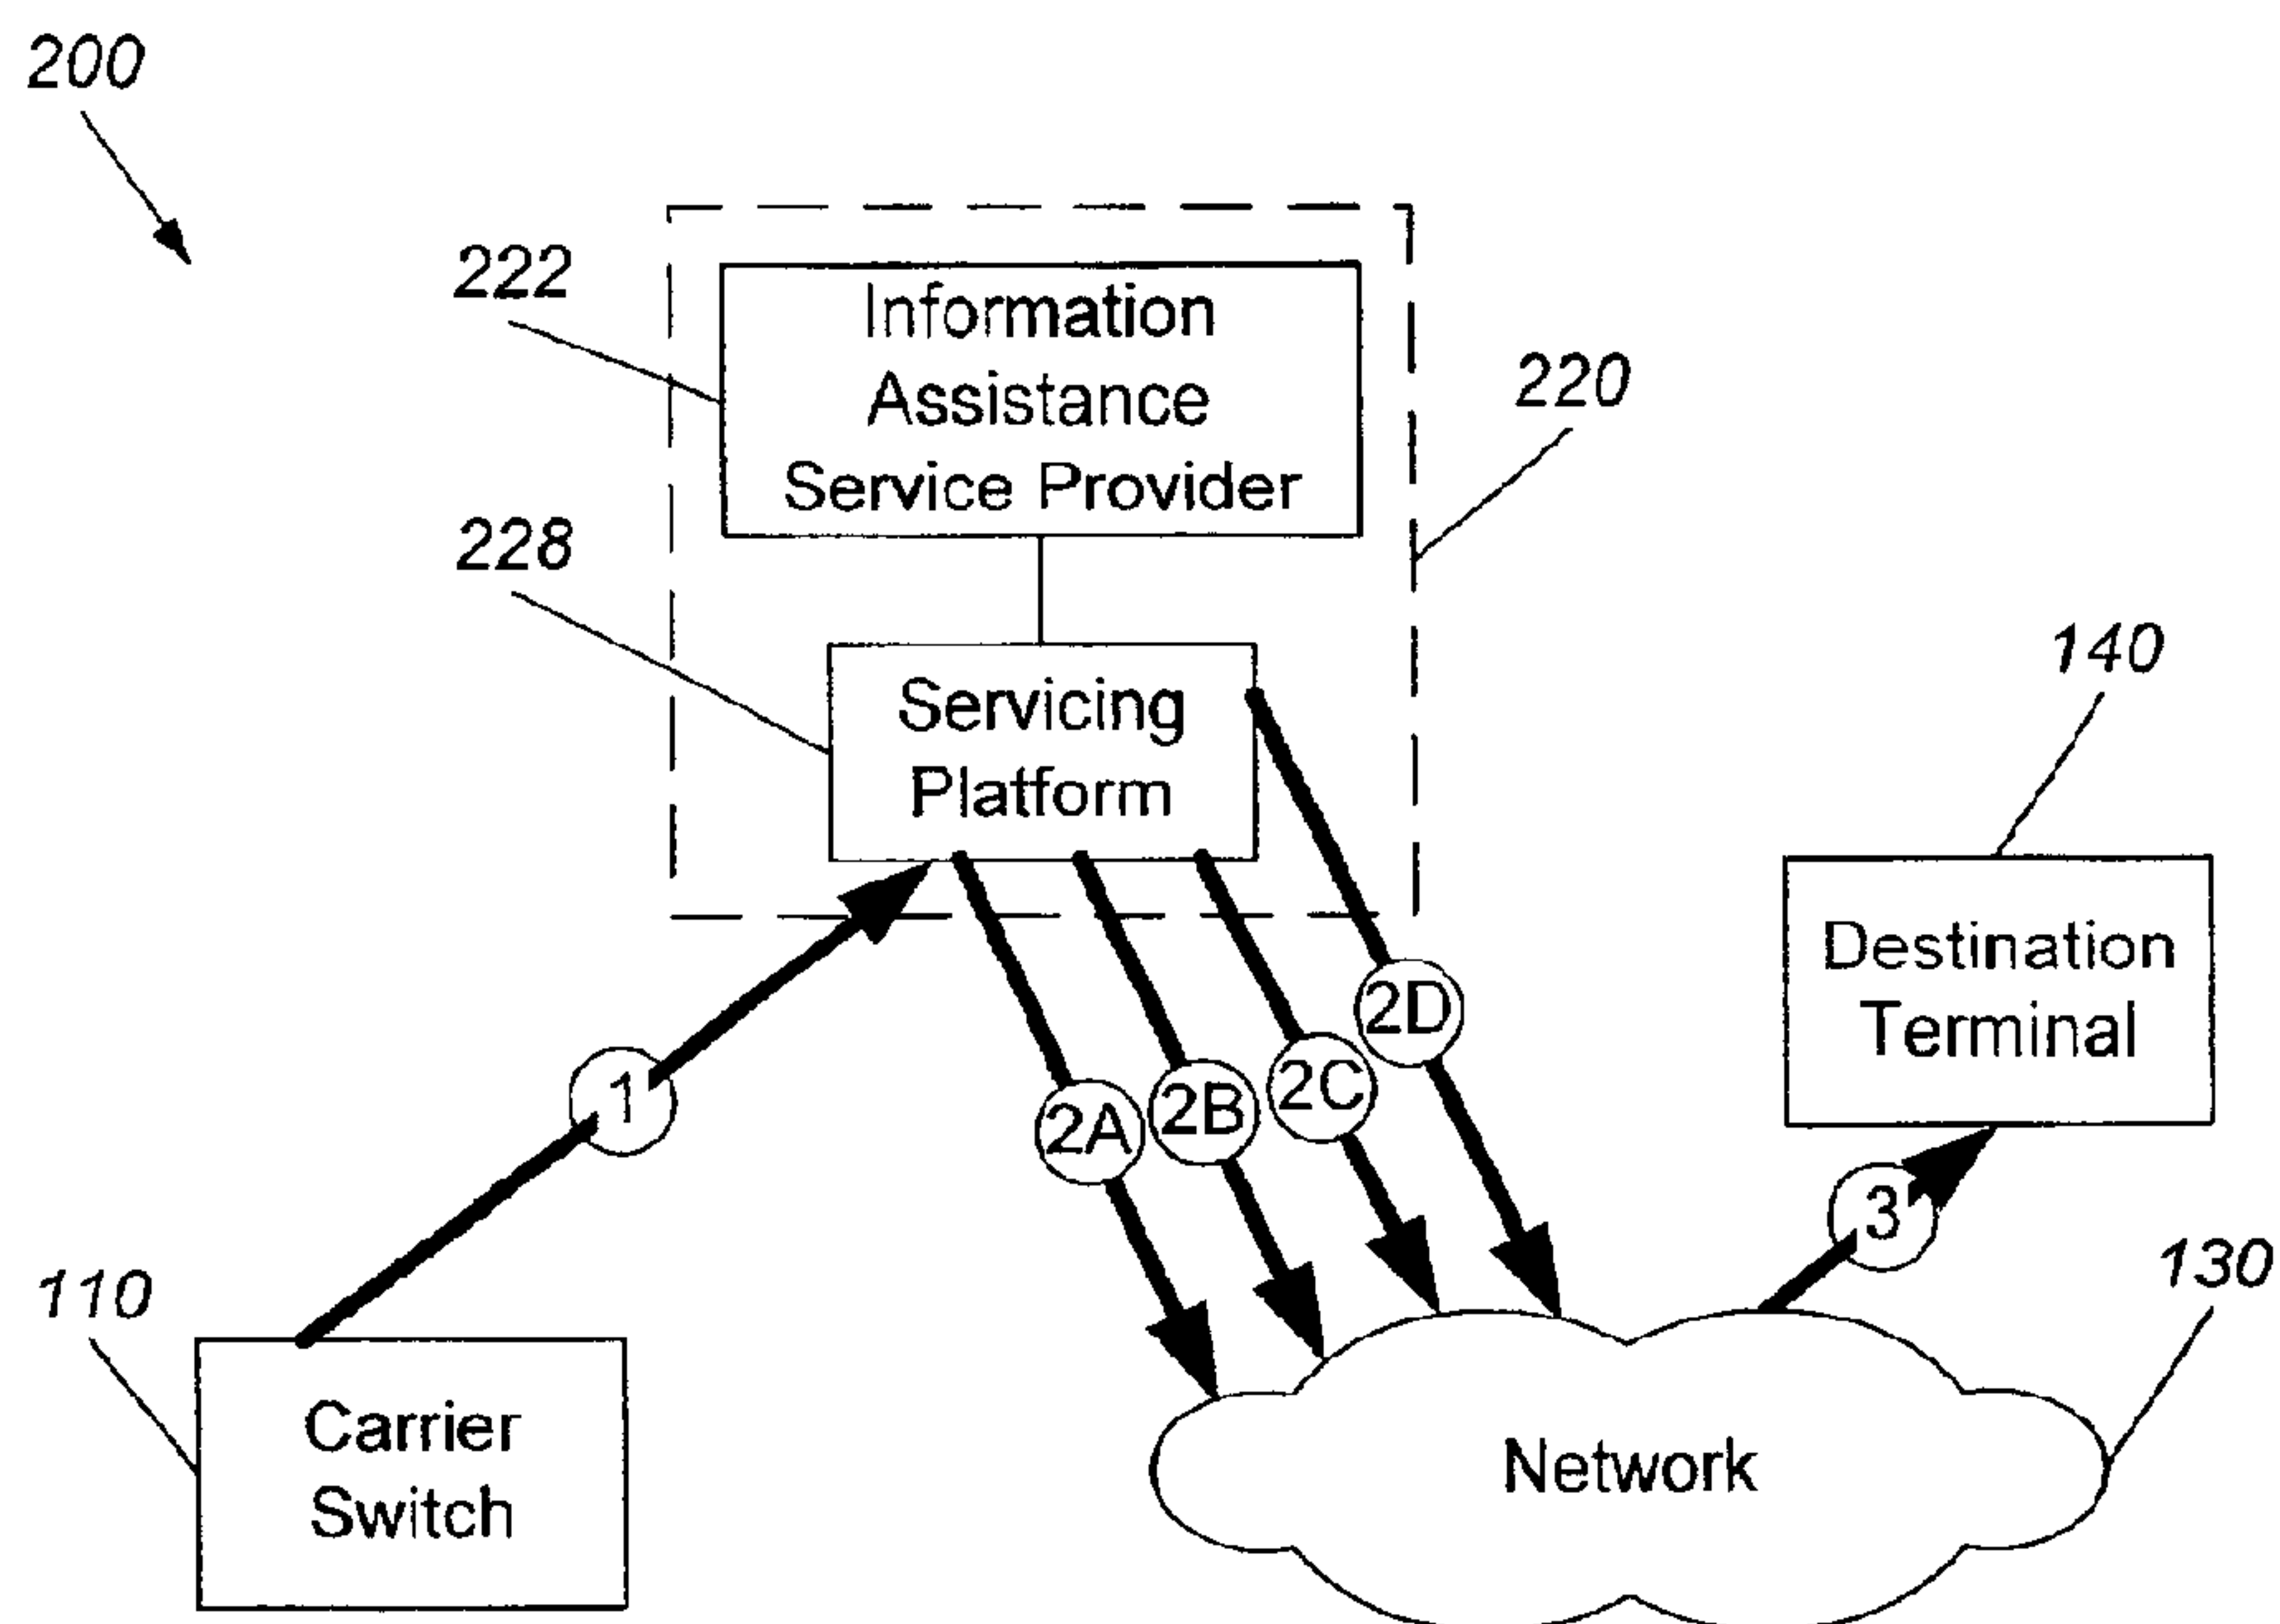 200
222
Information
Assistance
Service Provider
220
228
Servicing
Platform
140
Destination
Terminal
2D
2C
2B
2A
1
3
110
130
Carrier
Switch
Network